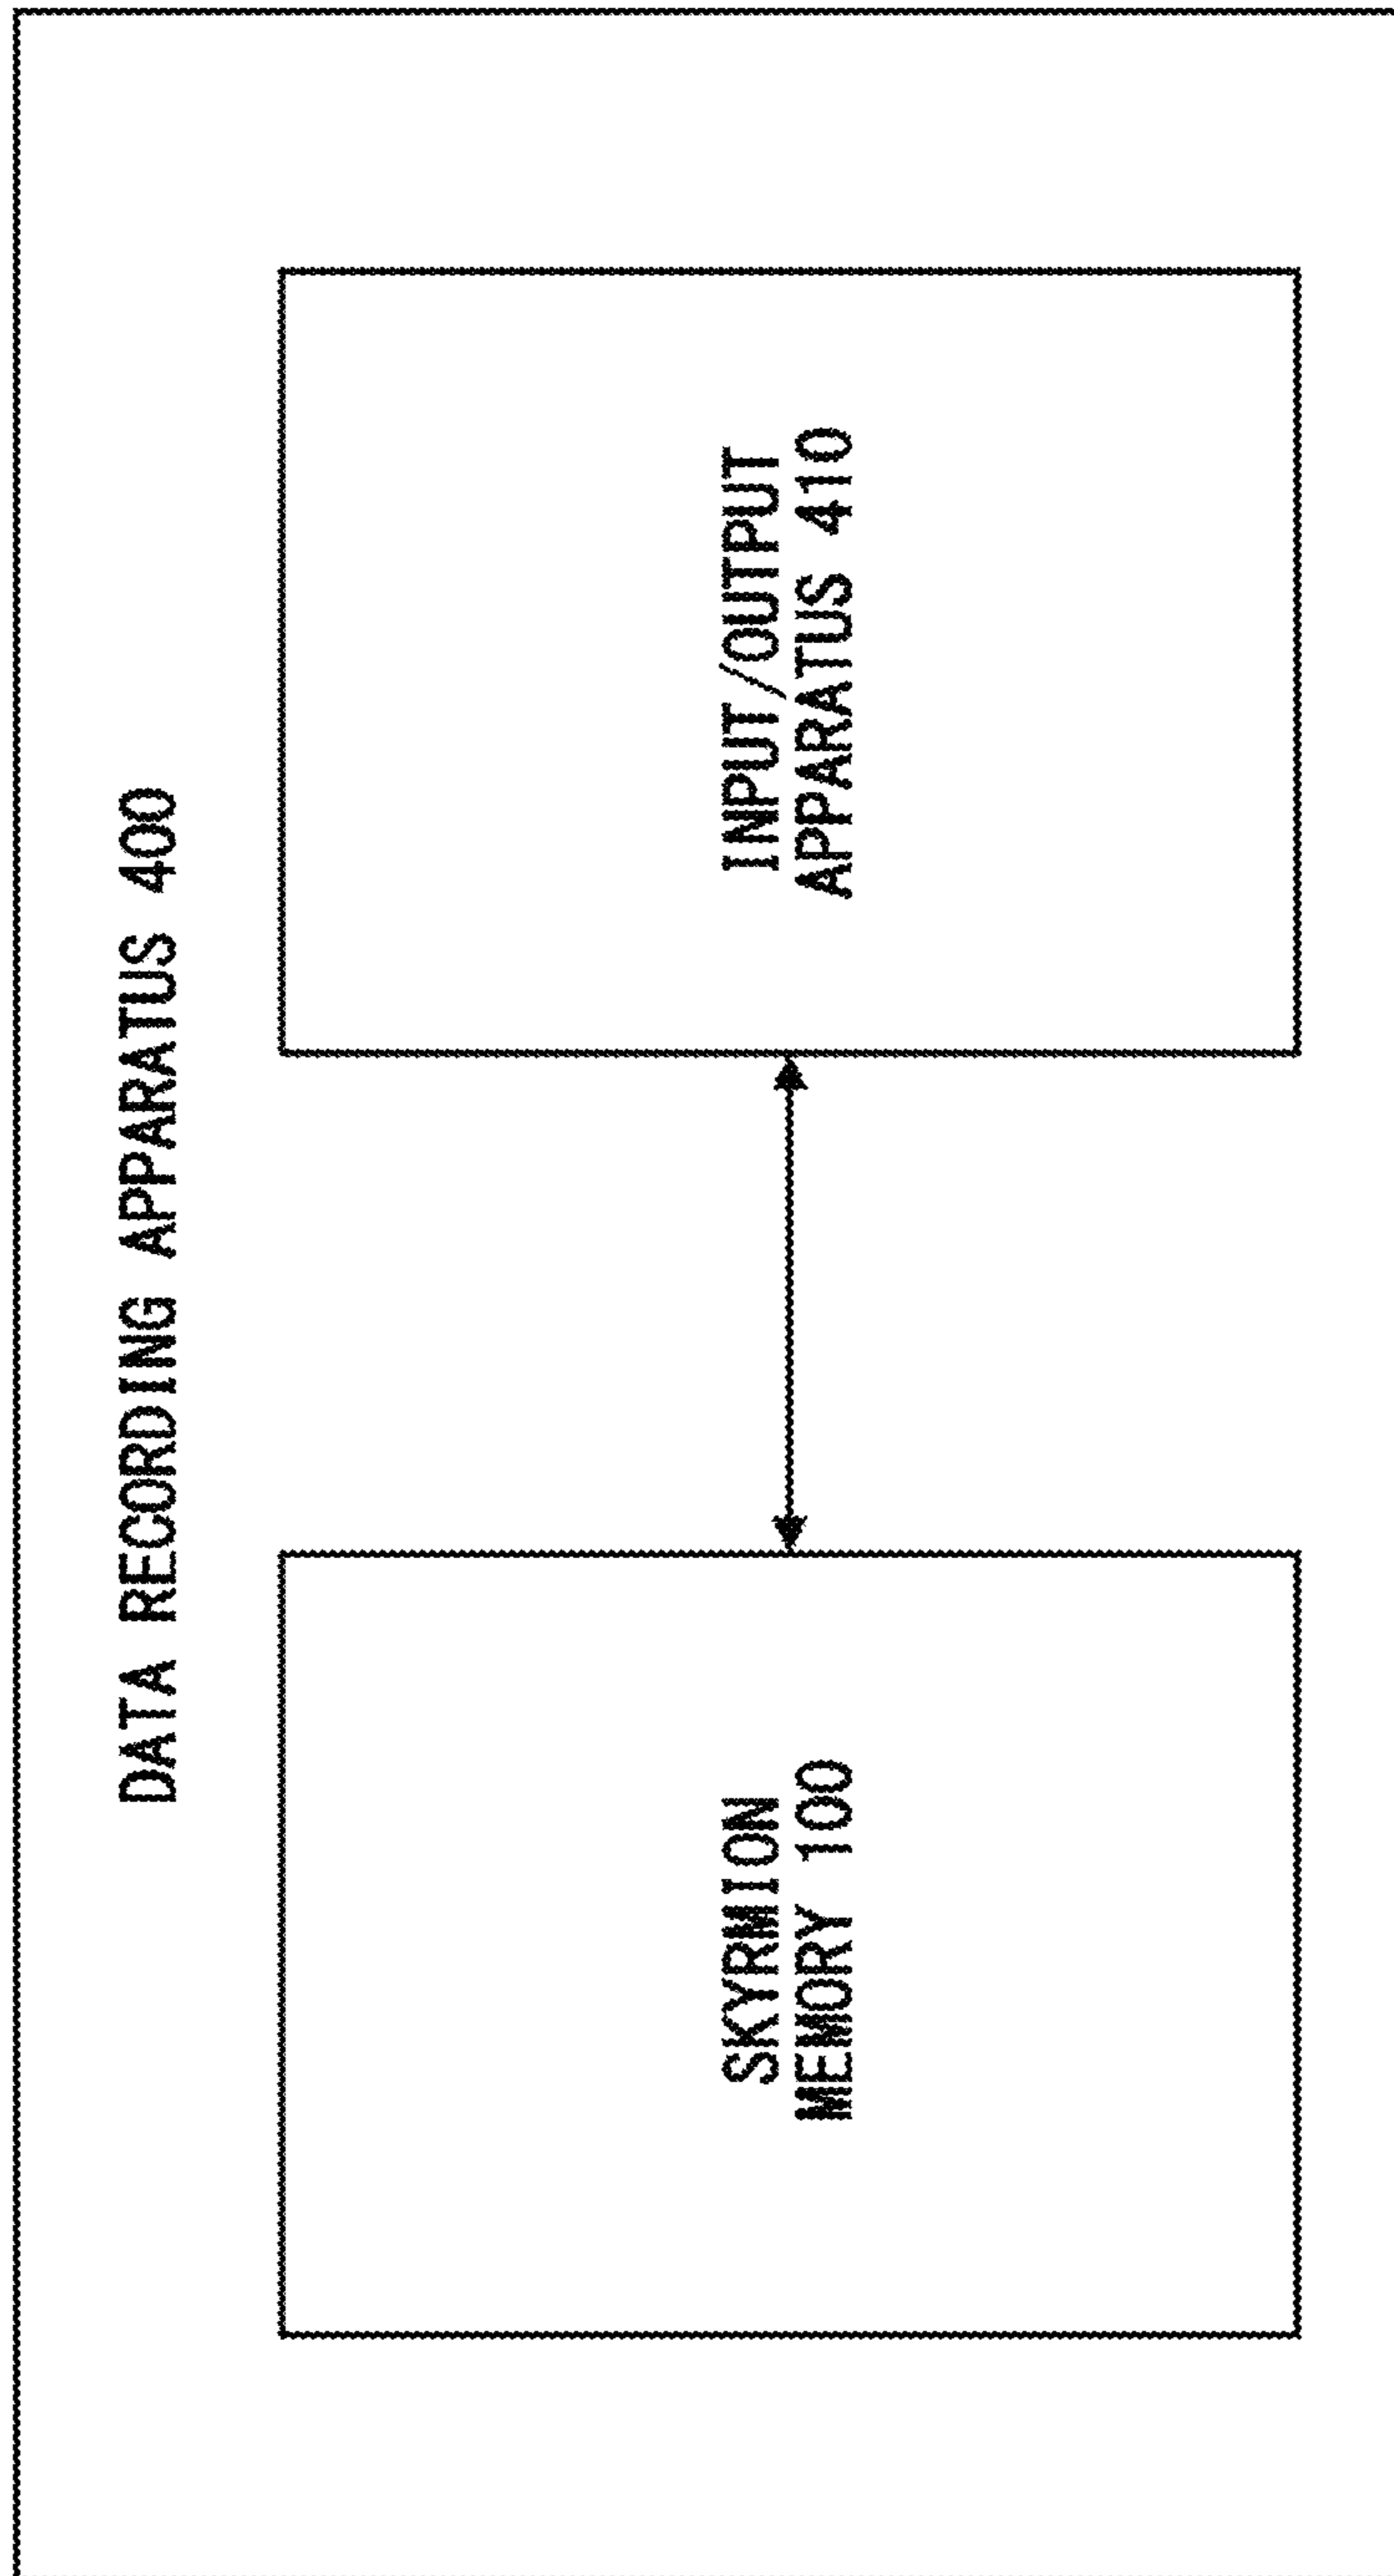 DATA RECORDING APPARATUS 400
SKYRMION
MEMORY 100
INPUT/OUTPUT
APPARATUS 410